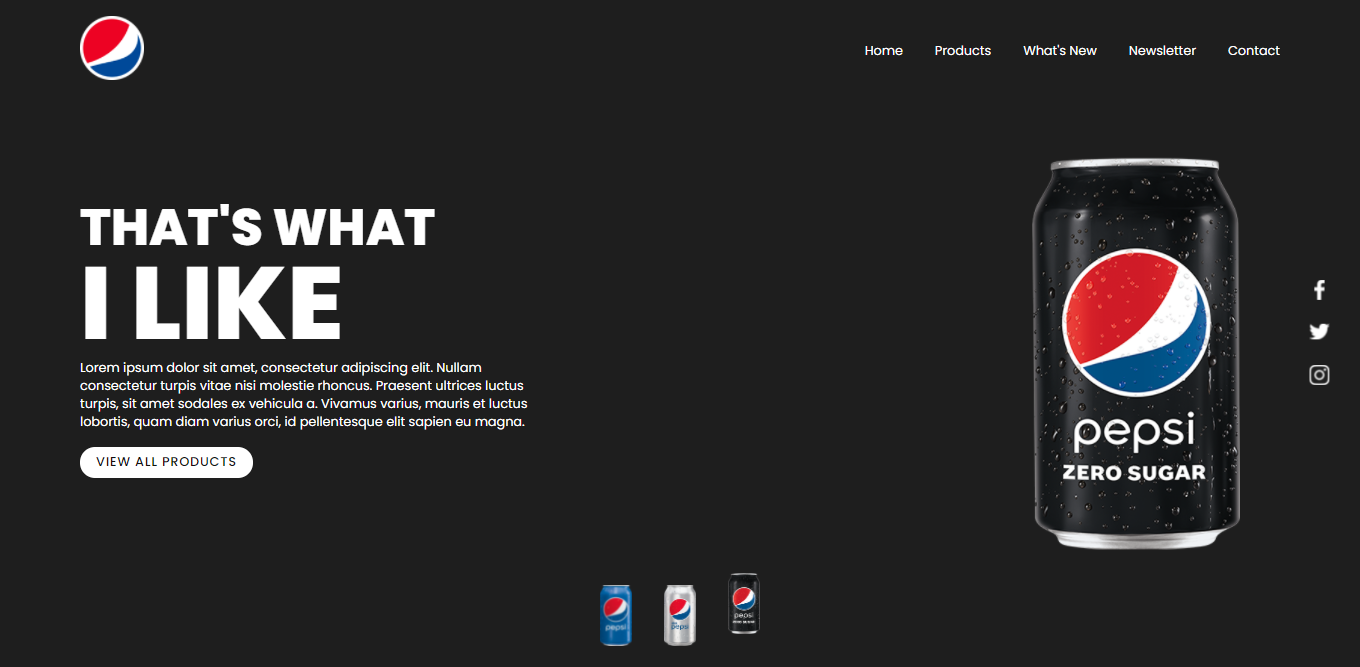 Home Products What's New Newsletter Contact
THAT'S WHAT
I LIKE
Lorem ipsum dolor sit amet, consectetur adipiscing elit. Nullam
consectetur turpis vitae nisi molestie rhoncus. Praesent ultrices luctus
turpis, sit amet sodales ex vehicula a. Vivamus varius, mauris et luctus
lobortis, quam diam varius orci, id pellentesque elit sapien eu magna.
VIEW ALL PRODUCTS
pepsi
ZERO SUGAR
pepsi
pepsi
pepsi
ZERO SUGAR